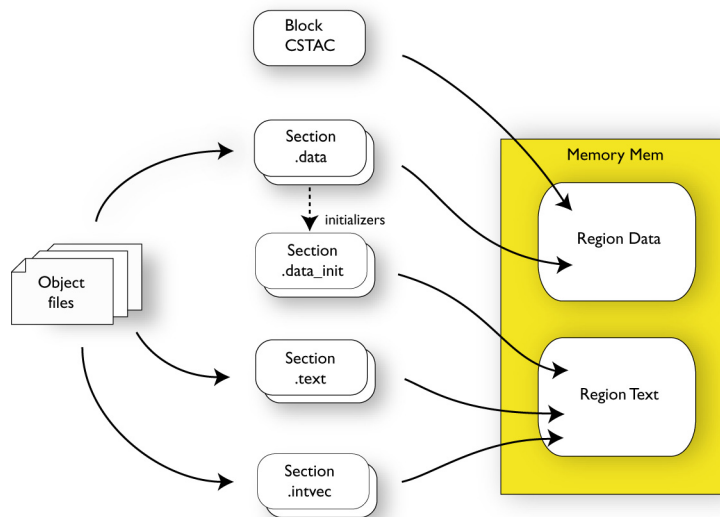 Block
CSTAC
Section
.data
Memory Mem
initializers
Region Data
Section
.data_init
Object
files
Section
.text
Region Text
Section
.intvec